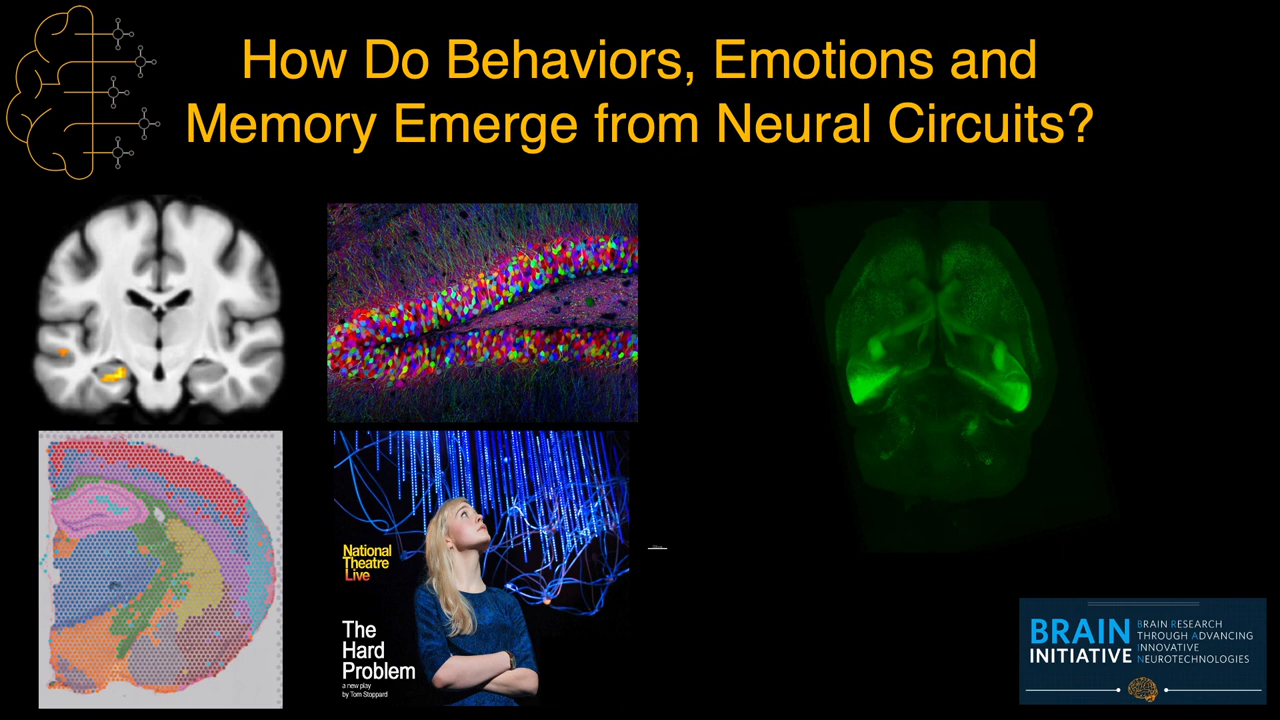 How Do Behaviors, Emotions and
Memory Emerge from Neural Circuits?
National
Theatre
Live
The
Hard
Problem
a new play
by Tom Stoppard
BRAIN
INITIATIVE
BRAIN RESEARCH
THROUGH ADVANCING
INNOVATIVE
NEUROTECHNOLOGIES